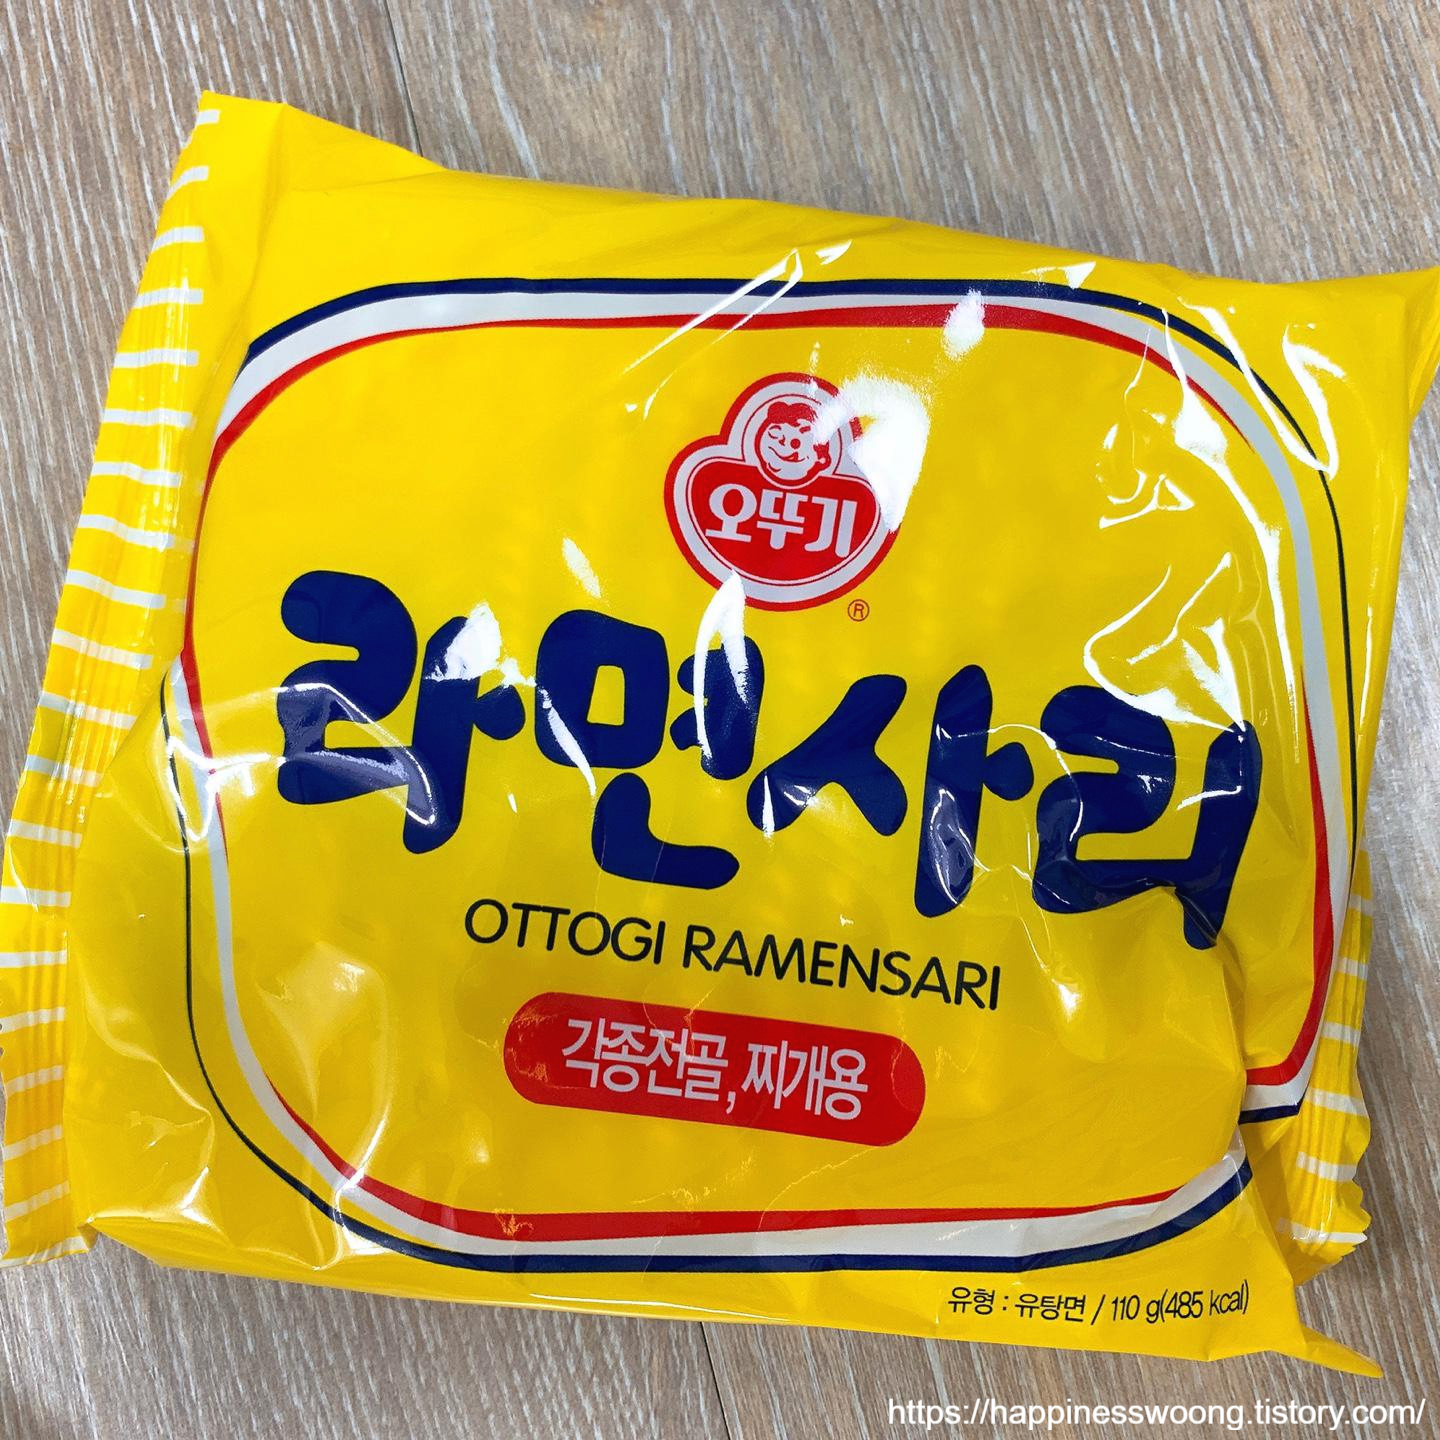 오뚜기
®
라면사리
OTTOGI RAMENSARI
각종전골, 찌개용
유형 : 유탕면 / 110 g(485 kcal)
https://happinesswoong.tistory.com/